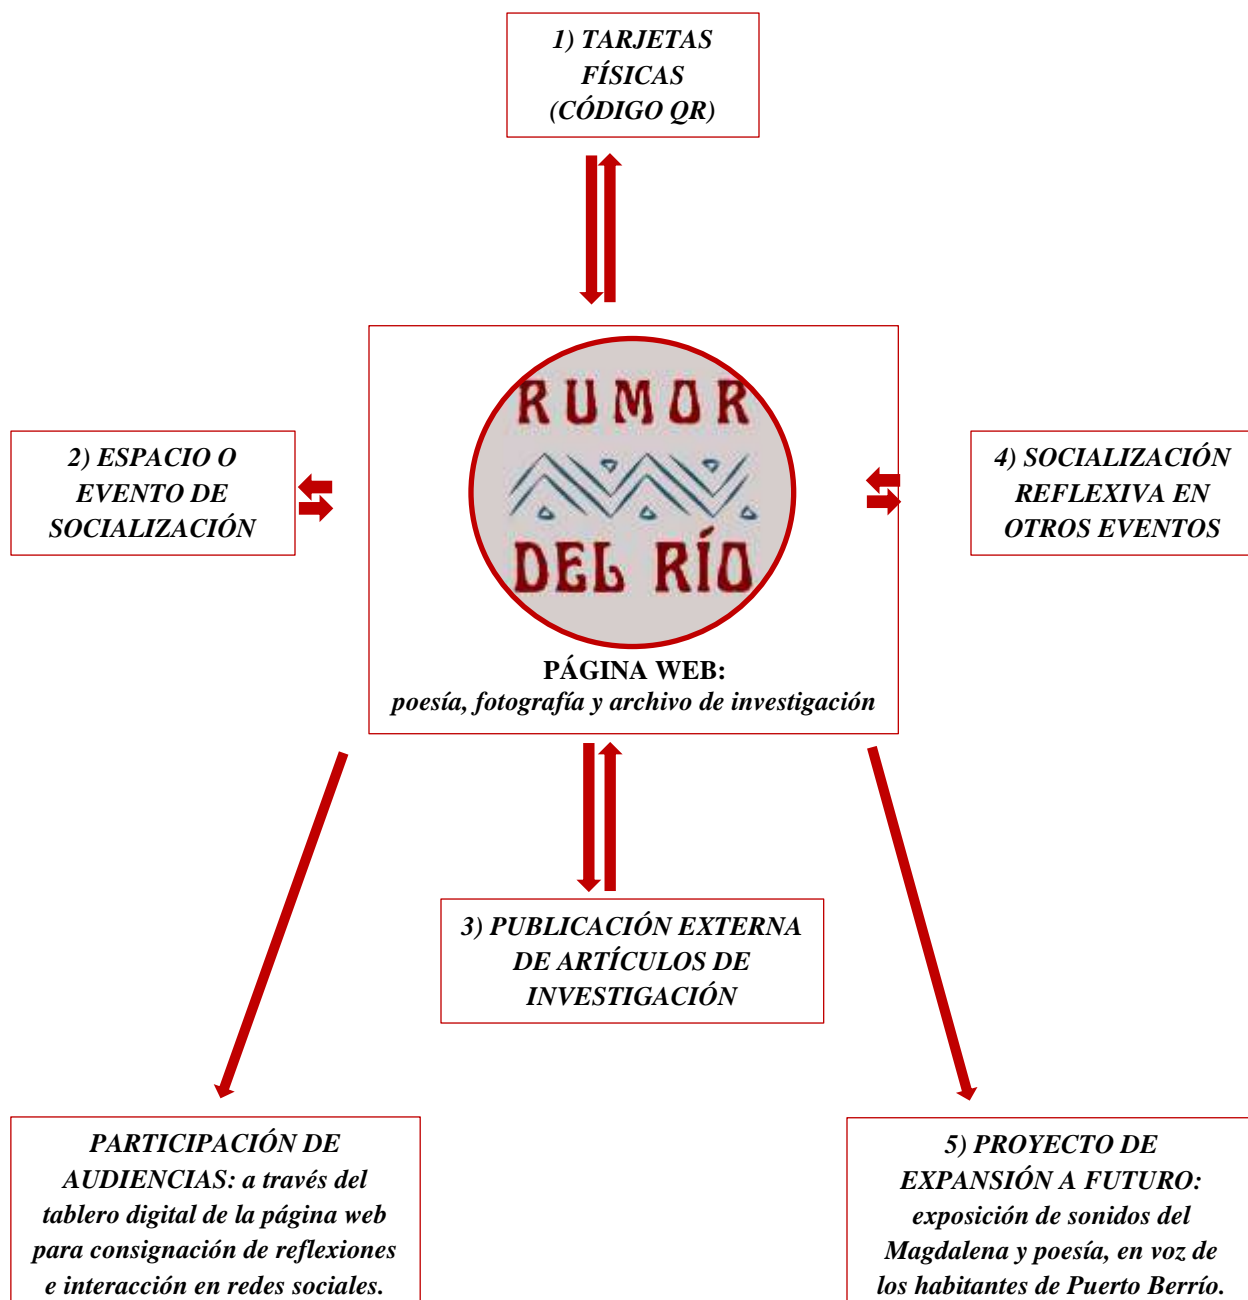 1) TARJETAS
FÍSICAS
(CÓDIGO QR)
RUMOR
DEL RÍO
PÁGINA WEB:
poesía, fotografía y archivo de investigación
2) ESPACIO O
EVENTO DE
SOCIALIZACIÓN
4) SOCIALIZACIÓN
REFLEXIVA EN
OTROS EVENTOS
3) PUBLICACIÓN EXTERNA
DE ARTÍCULOS DE
INVESTIGACIÓN
PARTICIPACIÓN DE
AUDIENCIAS: a través del
tablero digital de la página web
para consignación de reflexiones
e interacción en redes sociales.
5) PROYECTO DE
EXPANSIÓN A FUTURO:
exposición de sonidos del
Magdalena y poesía, en voz de
los habitantes de Puerto Berrío.